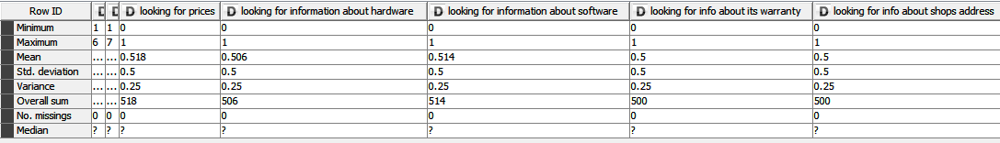 Row ID D D D looking for prices D looking for information about hardware D looking for information about software D looking for info about its warranty D looking for info about shops address
Minimum 1 1 0 0 0 0 0
Maximum 6 7 1 1 1 1 1
Mean ... ... 0.518 0.506 0.514 0.5 0.5
Std. deviation ... ... 0.5 0.5 0.5 0.5 0.5
Variance ... ... 0.25 0.25 0.25 0.25 0.25
Overall sum ... ... 518 506 514 500 500
No. missings 0 0 0 0 0 0 0
Median ? ? ? ? ? ? ?